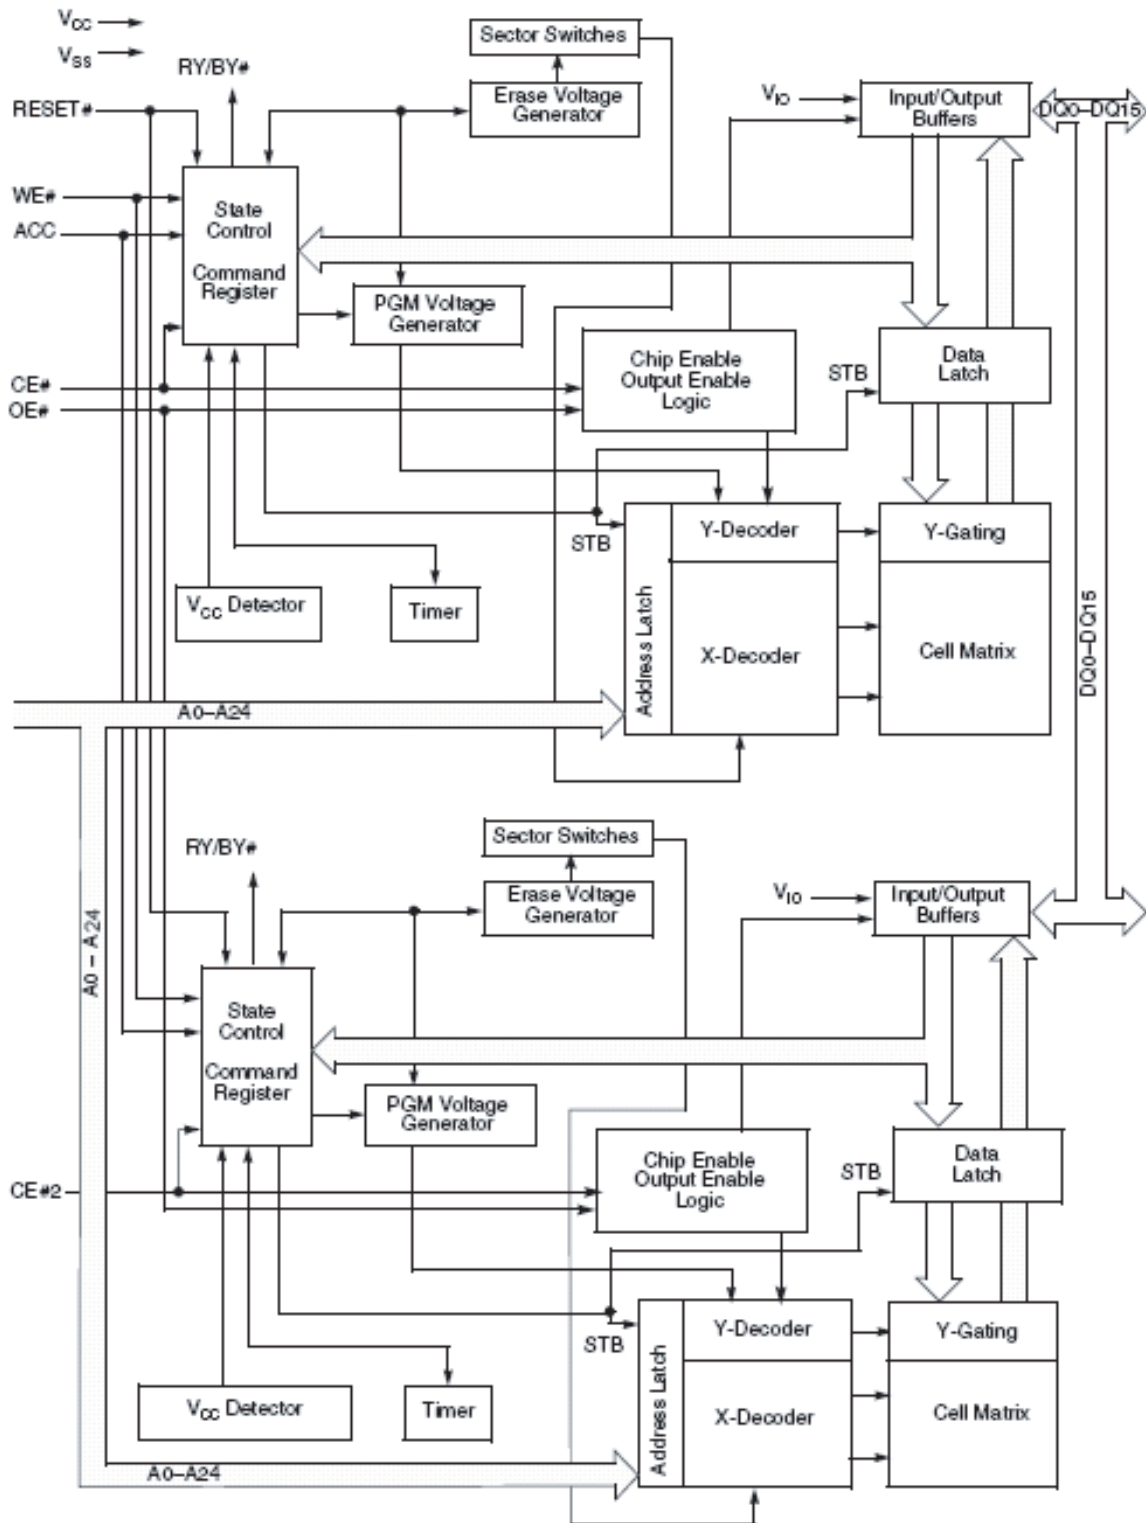 VCC
VSS
RY/BY#
RESET#
WE#
ACC
CE#
OE#
State
Control
Command
Register
Sector Switches
Erase Voltage
Generator
PGM Voltage
Generator
VIO
Input/Output
Buffers
DQ0–DQ15
Chip Enable
Output Enable
Logic
STB
Data
Latch
STB
Address Latch
Y-Decoder
X-Decoder
Y-Gating
Cell Matrix
DQ0–DQ15
VCC Detector
Timer
A0–A24
A0 – A24
RY/BY#
Sector Switches
Erase Voltage
Generator
VIO
Input/Output
Buffers
State
Control
Command
Register
PGM Voltage
Generator
CE#2
Chip Enable
Output Enable
Logic
STB
Data
Latch
STB
Address Latch
Y-Decoder
X-Decoder
Y-Gating
Cell Matrix
VCC Detector
Timer
A0–A24